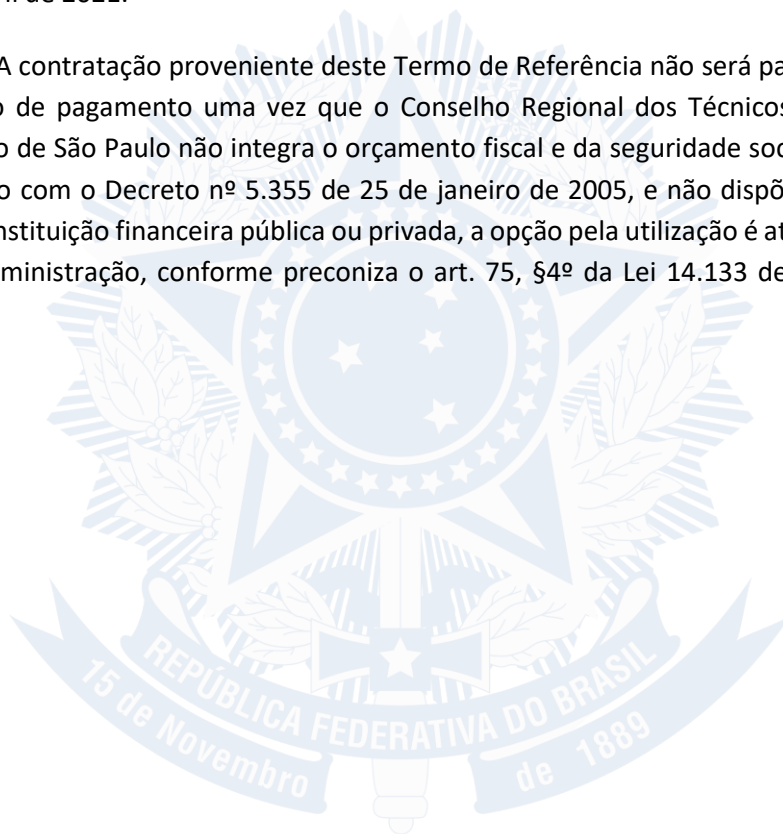 de 2021.
A contratação proveniente deste Termo de Referência não será pa
de pagamento uma vez que o Conselho Regional dos Técnicos
de São Paulo não integra o orçamento fiscal e da seguridade soc
com o Decreto nº 5.355 de 25 de janeiro de 2005, e não dispõ
nstituição financeira pública ou privada, a opção pela utilização é at
ministração, conforme preconiza o art. 75, §4º da Lei 14.133 de
REPÚBLICA FEDERATIVA DO BRASIL
15 de Novembro de 1889